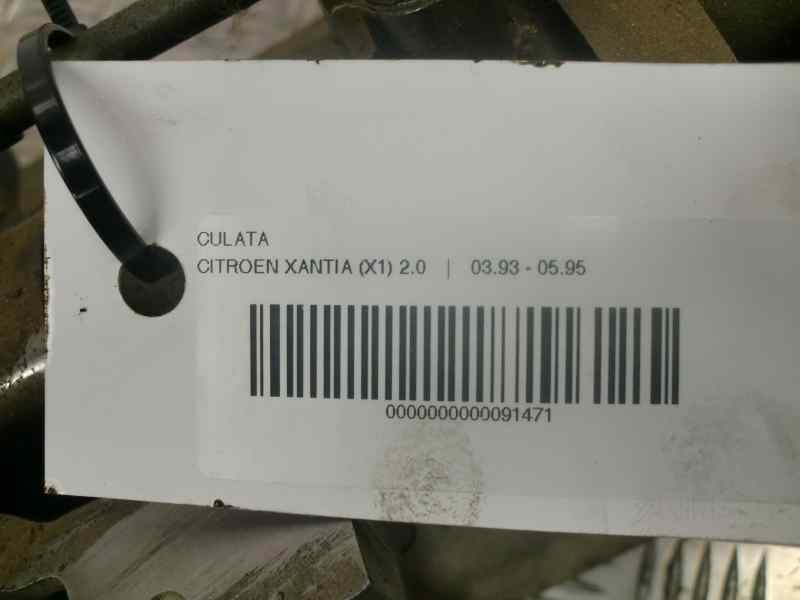 CULATA
CITROEN XANTIA (X1) 2.0 | 03.93 - 05.95
0000000000091471